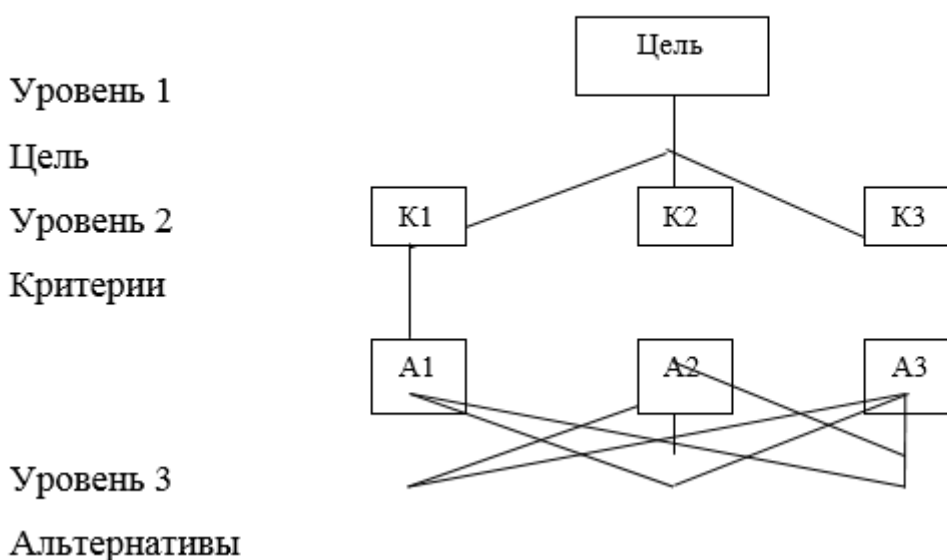 Цель
Уровень 1
Цель
Уровень 2
К1
К2
К3
Критерии
А1
А2
А3
Уровень 3
Альтернативы